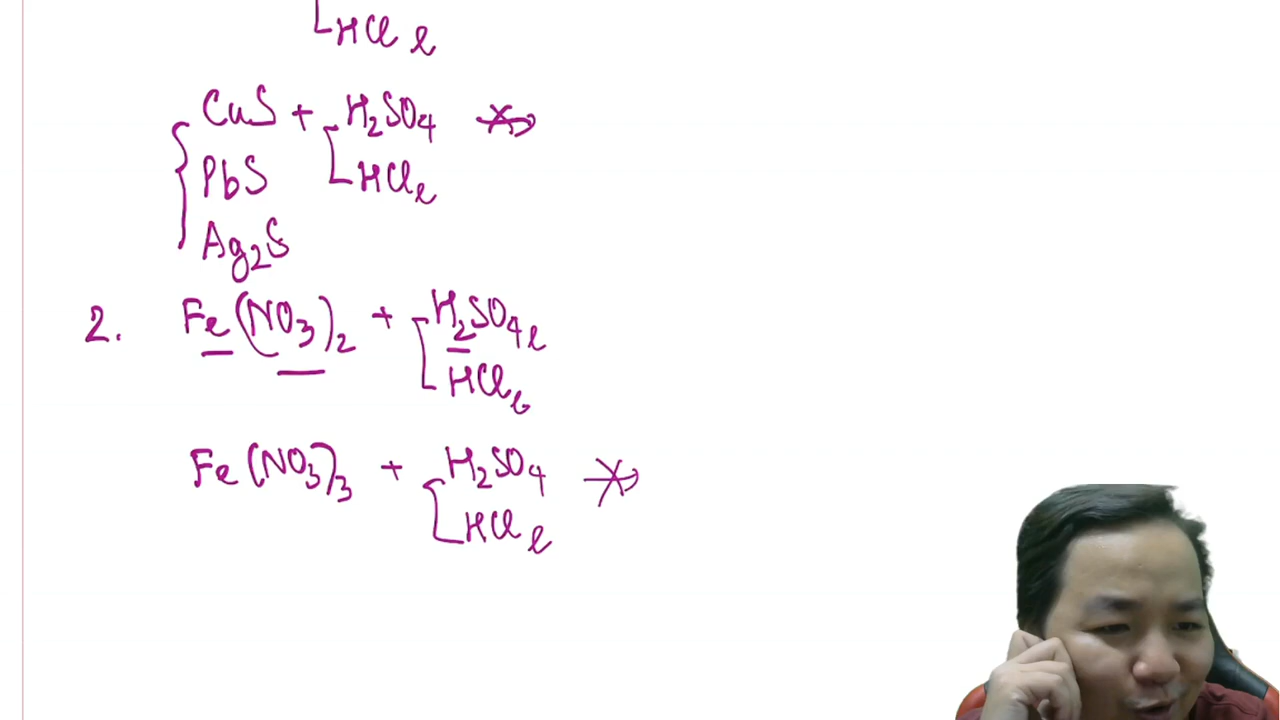 HCl l
CuS + H2SO4
PbS HCl l
Ag2S
2. Fe(NO3)2 + H2SO4 l
HCl l
Fe(NO3)3 + H2SO4
HCl l